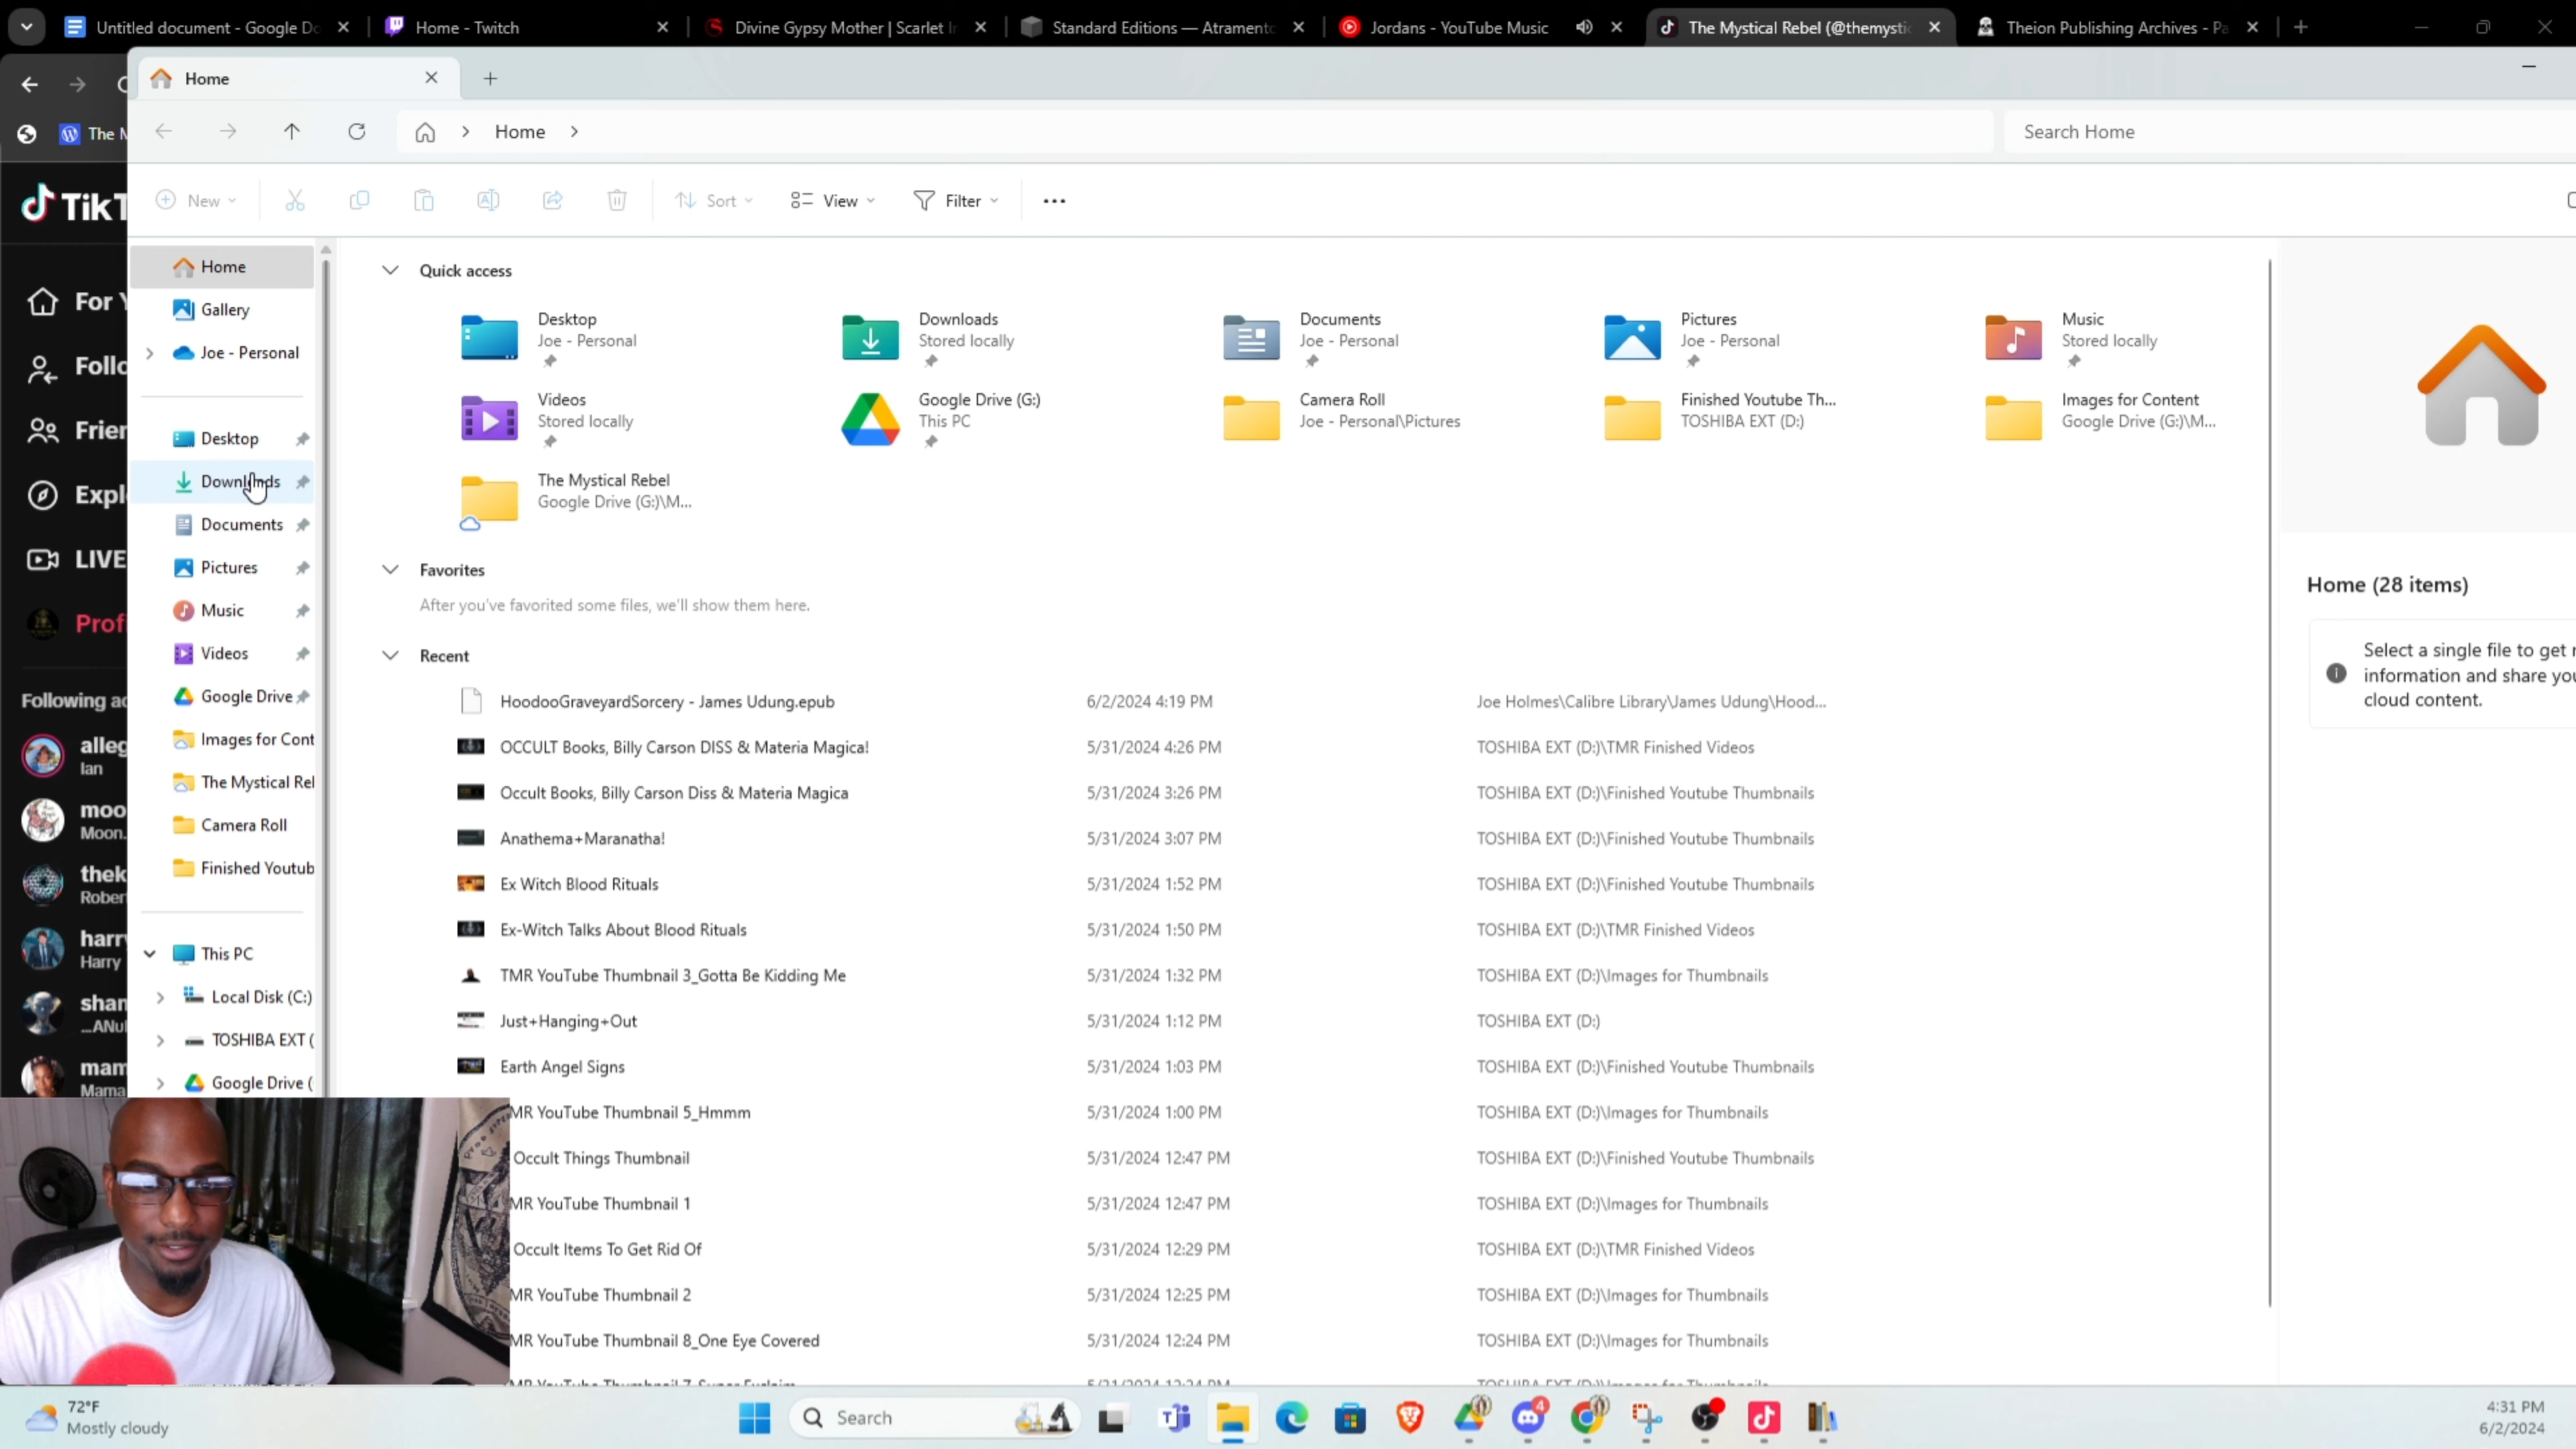 Untitled document - Google Do
Home - Twitch
Divine Gypsy Mother | Scarlet Im
Standard Editions — Atramento
Jordans - YouTube Music
The Mystical Rebel (@themystic
Theion Publishing Archives - Pa
Home
The M
Home
Search Home
TikT
New
Sort
View
Filter
Home
Gallery
Joe - Personal
Desktop
Downloads
Documents
Pictures
Music
Videos
Google Drive
Images for Cont
The Mystical Rel
Camera Roll
Finished Youtub
This PC
Local Disk (C:)
TOSHIBA EXT (
Google Drive (
For Y
Follo
Frien
Expl
LIVE
Profi
Following ac
alleg
Ian
moo
Moon.
thek
Rober
harry
Harry
shan
...ANul
mam
Mama
Quick access
Desktop
Joe - Personal
Downloads
Stored locally
Documents
Joe - Personal
Pictures
Joe - Personal
Music
Stored locally
Videos
Stored locally
Google Drive (G:)
This PC
Camera Roll
Joe - Personal\Pictures
Finished Youtube Th...
TOSHIBA EXT (D:)
Images for Content
Google Drive (G:)\M...
The Mystical Rebel
Google Drive (G:)\M...
Favorites
After you've favorited some files, we'll show them here.
Recent
HoodooGraveyardSorcery - James Udung.epub 6/2/2024 4:19 PM Joe Holmes\Calibre Library\James Udung\Hood...
OCCULT Books, Billy Carson DISS & Materia Magica! 5/31/2024 4:26 PM TOSHIBA EXT (D:)\TMR Finished Videos
Occult Books, Billy Carson Diss & Materia Magica 5/31/2024 3:26 PM TOSHIBA EXT (D:)\Finished Youtube Thumbnails
Anathema+Maranatha! 5/31/2024 3:07 PM TOSHIBA EXT (D:)\Finished Youtube Thumbnails
Ex Witch Blood Rituals 5/31/2024 1:52 PM TOSHIBA EXT (D:)\Finished Youtube Thumbnails
Ex-Witch Talks About Blood Rituals 5/31/2024 1:50 PM TOSHIBA EXT (D:)\TMR Finished Videos
TMR YouTube Thumbnail 3_Gotta Be Kidding Me 5/31/2024 1:32 PM TOSHIBA EXT (D:)\Images for Thumbnails
Just+Hanging+Out 5/31/2024 1:12 PM TOSHIBA EXT (D:)
Earth Angel Signs 5/31/2024 1:03 PM TOSHIBA EXT (D:)\Finished Youtube Thumbnails
MR YouTube Thumbnail 5_Hmmm 5/31/2024 1:00 PM TOSHIBA EXT (D:)\Images for Thumbnails
Occult Things Thumbnail 5/31/2024 12:47 PM TOSHIBA EXT (D:)\Finished Youtube Thumbnails
MR YouTube Thumbnail 1 5/31/2024 12:47 PM TOSHIBA EXT (D:)\Images for Thumbnails
Occult Items To Get Rid Of 5/31/2024 12:29 PM TOSHIBA EXT (D:)\TMR Finished Videos
MR YouTube Thumbnail 2 5/31/2024 12:25 PM TOSHIBA EXT (D:)\Images for Thumbnails
MR YouTube Thumbnail 8_One Eye Covered 5/31/2024 12:24 PM TOSHIBA EXT (D:)\Images for Thumbnails
Home (28 items)
Select a single file to get
information and share you
cloud content.
72°F
Mostly cloudy
Search
4
4:31 PM
6/2/2024